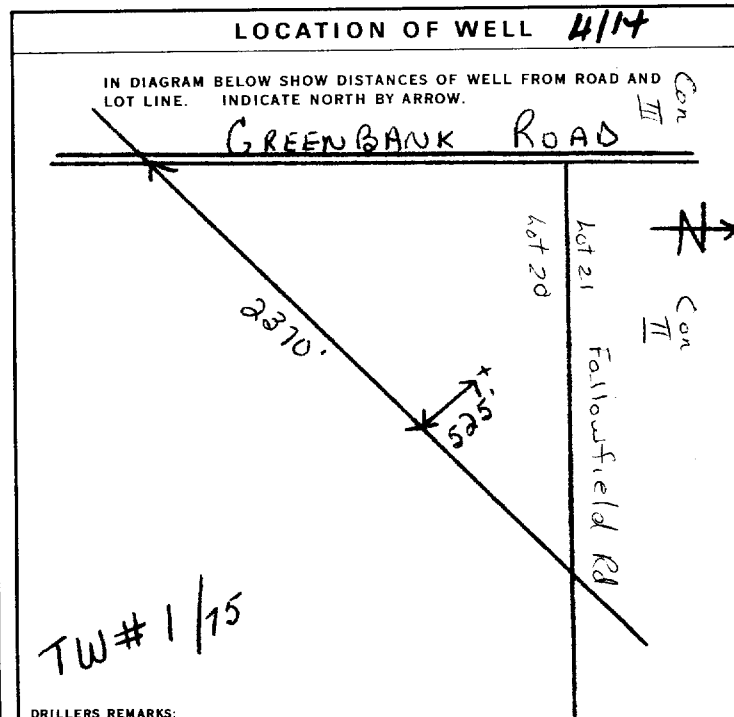 LOCATION OF WELL 4/14
IN DIAGRAM BELOW SHOW DISTANCES OF WELL FROM ROAD AND
LOT LINE. INDICATE NORTH BY ARROW.
Con
III
GREENBANK ROAD
N
Lot 21
Lot 20
Con
II
Fallowfield Rd
2370'
525'
TW# 1/75
DRILLERS REMARKS: